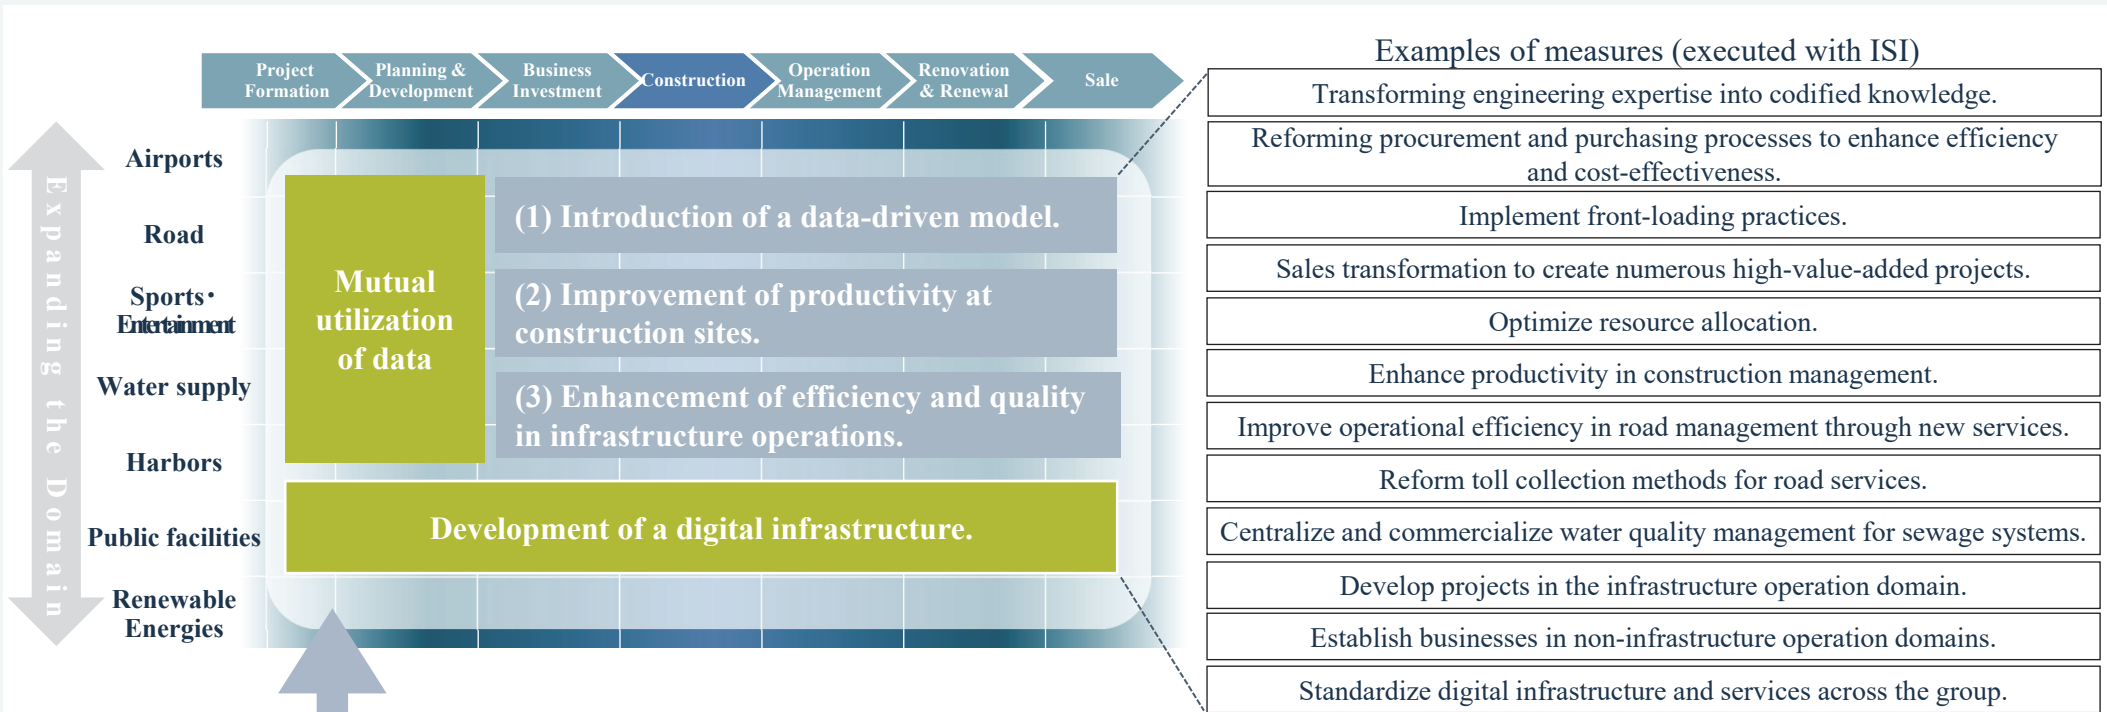 Project
Formation
Planning &
Development
Business
Investment
Construction
Operation
Management
Renovation
& Renewal
Sale
Expanding the Domain
Airports
Road
Sports・
Entertainment
Water supply
Harbors
Public facilities
Renewable
Energies
Mutual
utilization
of data
(1) Introduction of a data-driven model.
(2) Improvement of productivity at
construction sites.
(3) Enhancement of efficiency and quality
in infrastructure operations.
Development of a digital infrastructure.
Examples of measures (executed with ISI)
Transforming engineering expertise into codified knowledge.
Reforming procurement and purchasing processes to enhance efficiency
and cost-effectiveness.
Implement front-loading practices.
Sales transformation to create numerous high-value-added projects.
Optimize resource allocation.
Enhance productivity in construction management.
Improve operational efficiency in road management through new services.
Reform toll collection methods for road services.
Centralize and commercialize water quality management for sewage systems.
Develop projects in the infrastructure operation domain.
Establish businesses in non-infrastructure operation domains.
Standardize digital infrastructure and services across the group.